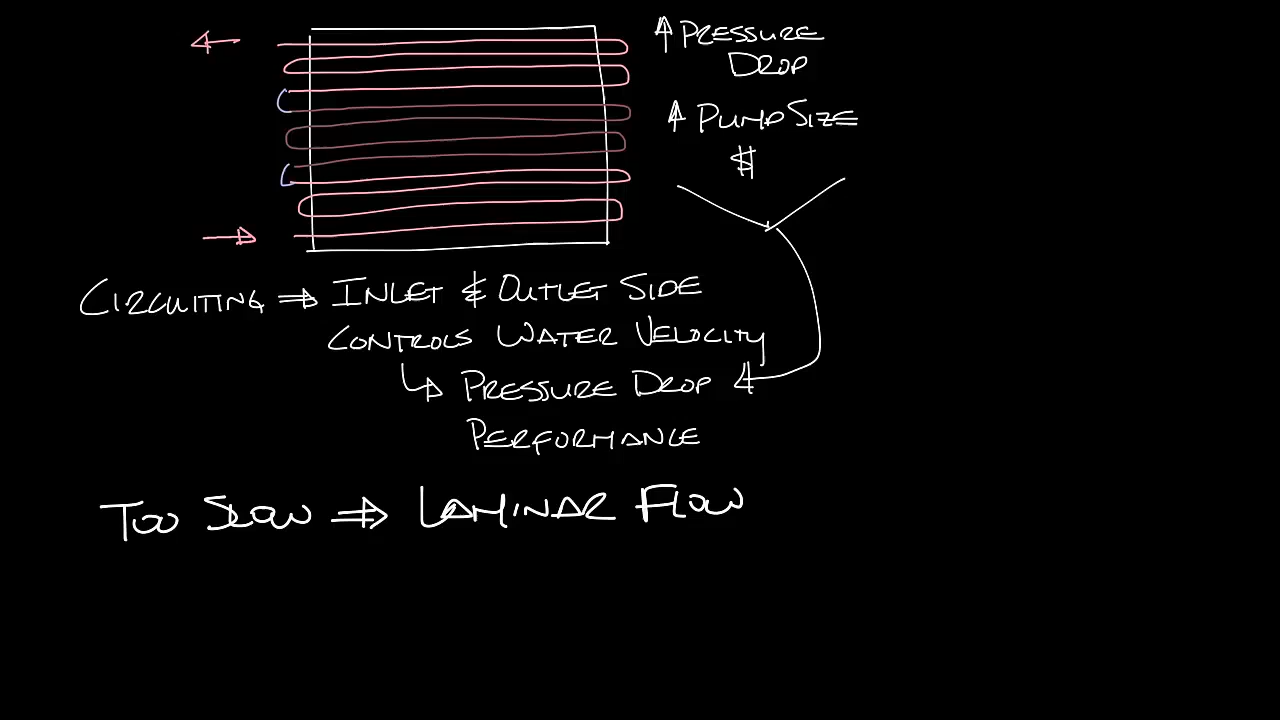 ↑ PRESSURE
DROP
↑ PUMP SIZE
$
CIRCUITING ⇒ INLET & OUTLET SIDE
CONTROLS WATER VELOCITY
↳ PRESSURE DROP ←
PERFORMANCE
TOO SLOW ⇒ LAMINAR FLOW